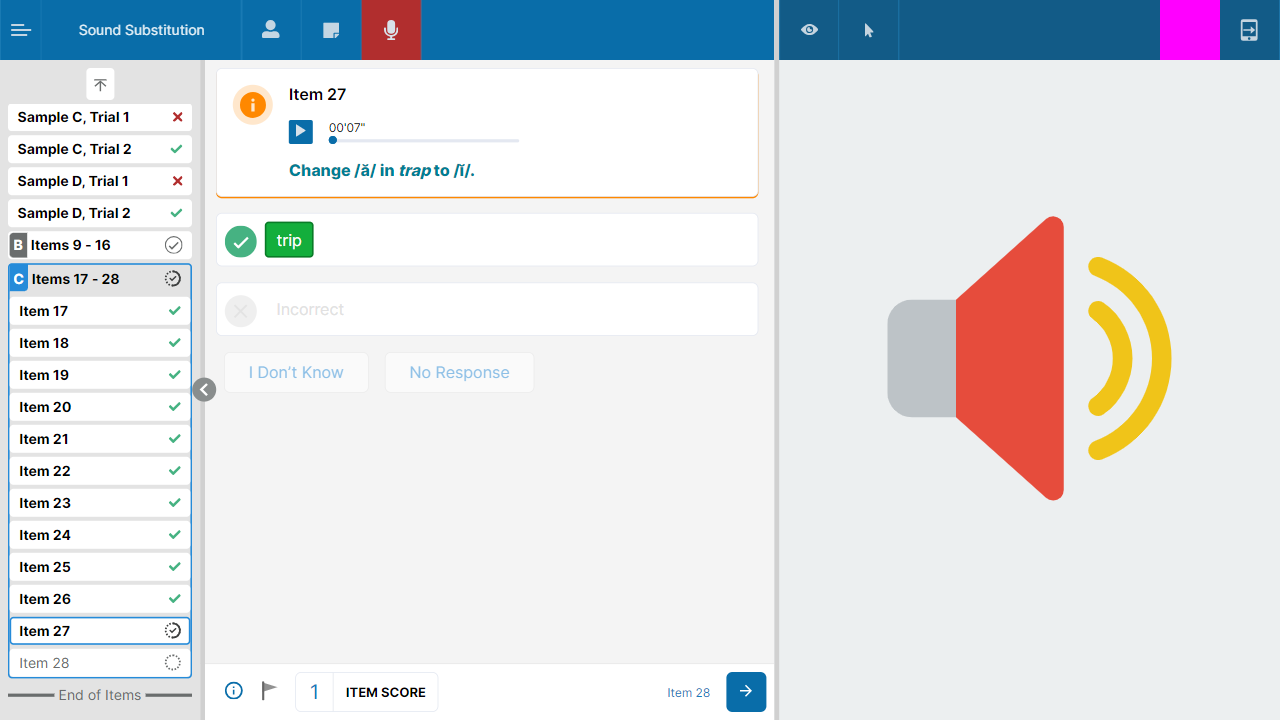 Sound Substitution
Sample C, Trial 1
Sample C, Trial 2
Sample D, Trial 1
Sample D, Trial 2
B Items 9 - 16
C Items 17 - 28
Item 17
Item 18
Item 19
Item 20
Item 21
Item 22
Item 23
Item 24
Item 25
Item 26
Item 27
Item 28
End of Items
Item 27
00'07"
Change /ă/ in trap to /ĭ/.
trip
Incorrect
I Don’t Know
No Response
1 ITEM SCORE
Item 28